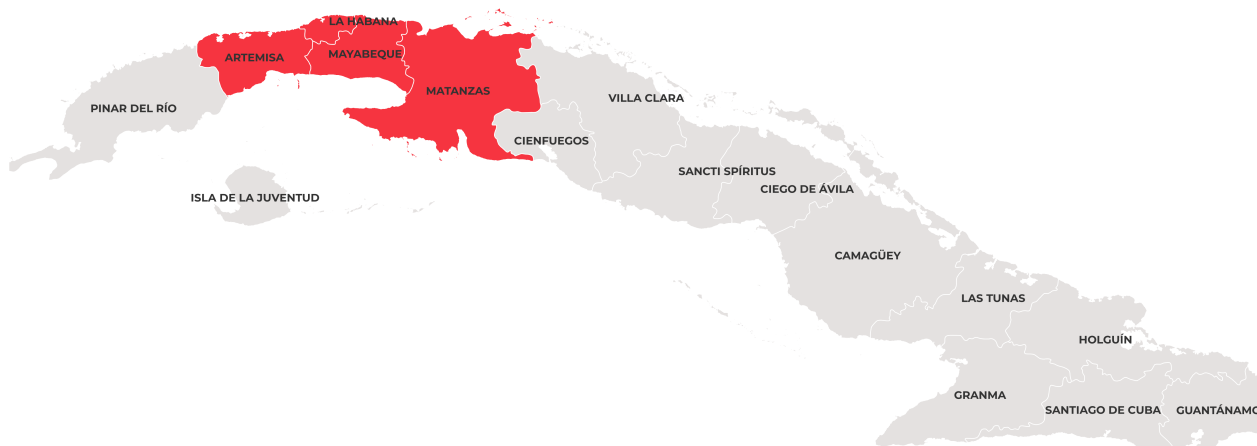 LA HABANA
ARTEMISA
MAYABEQUE
MATANZAS
PINAR DEL RÍO
VILLA CLARA
CIENFUEGOS
SANCTI SPÍRITUS
CIEGO DE ÁVILA
ISLA DE LA JUVENTUD
CAMAGÜEY
LAS TUNAS
HOLGUÍN
GRANMA
SANTIAGO DE CUBA
GUANTÁNAMO